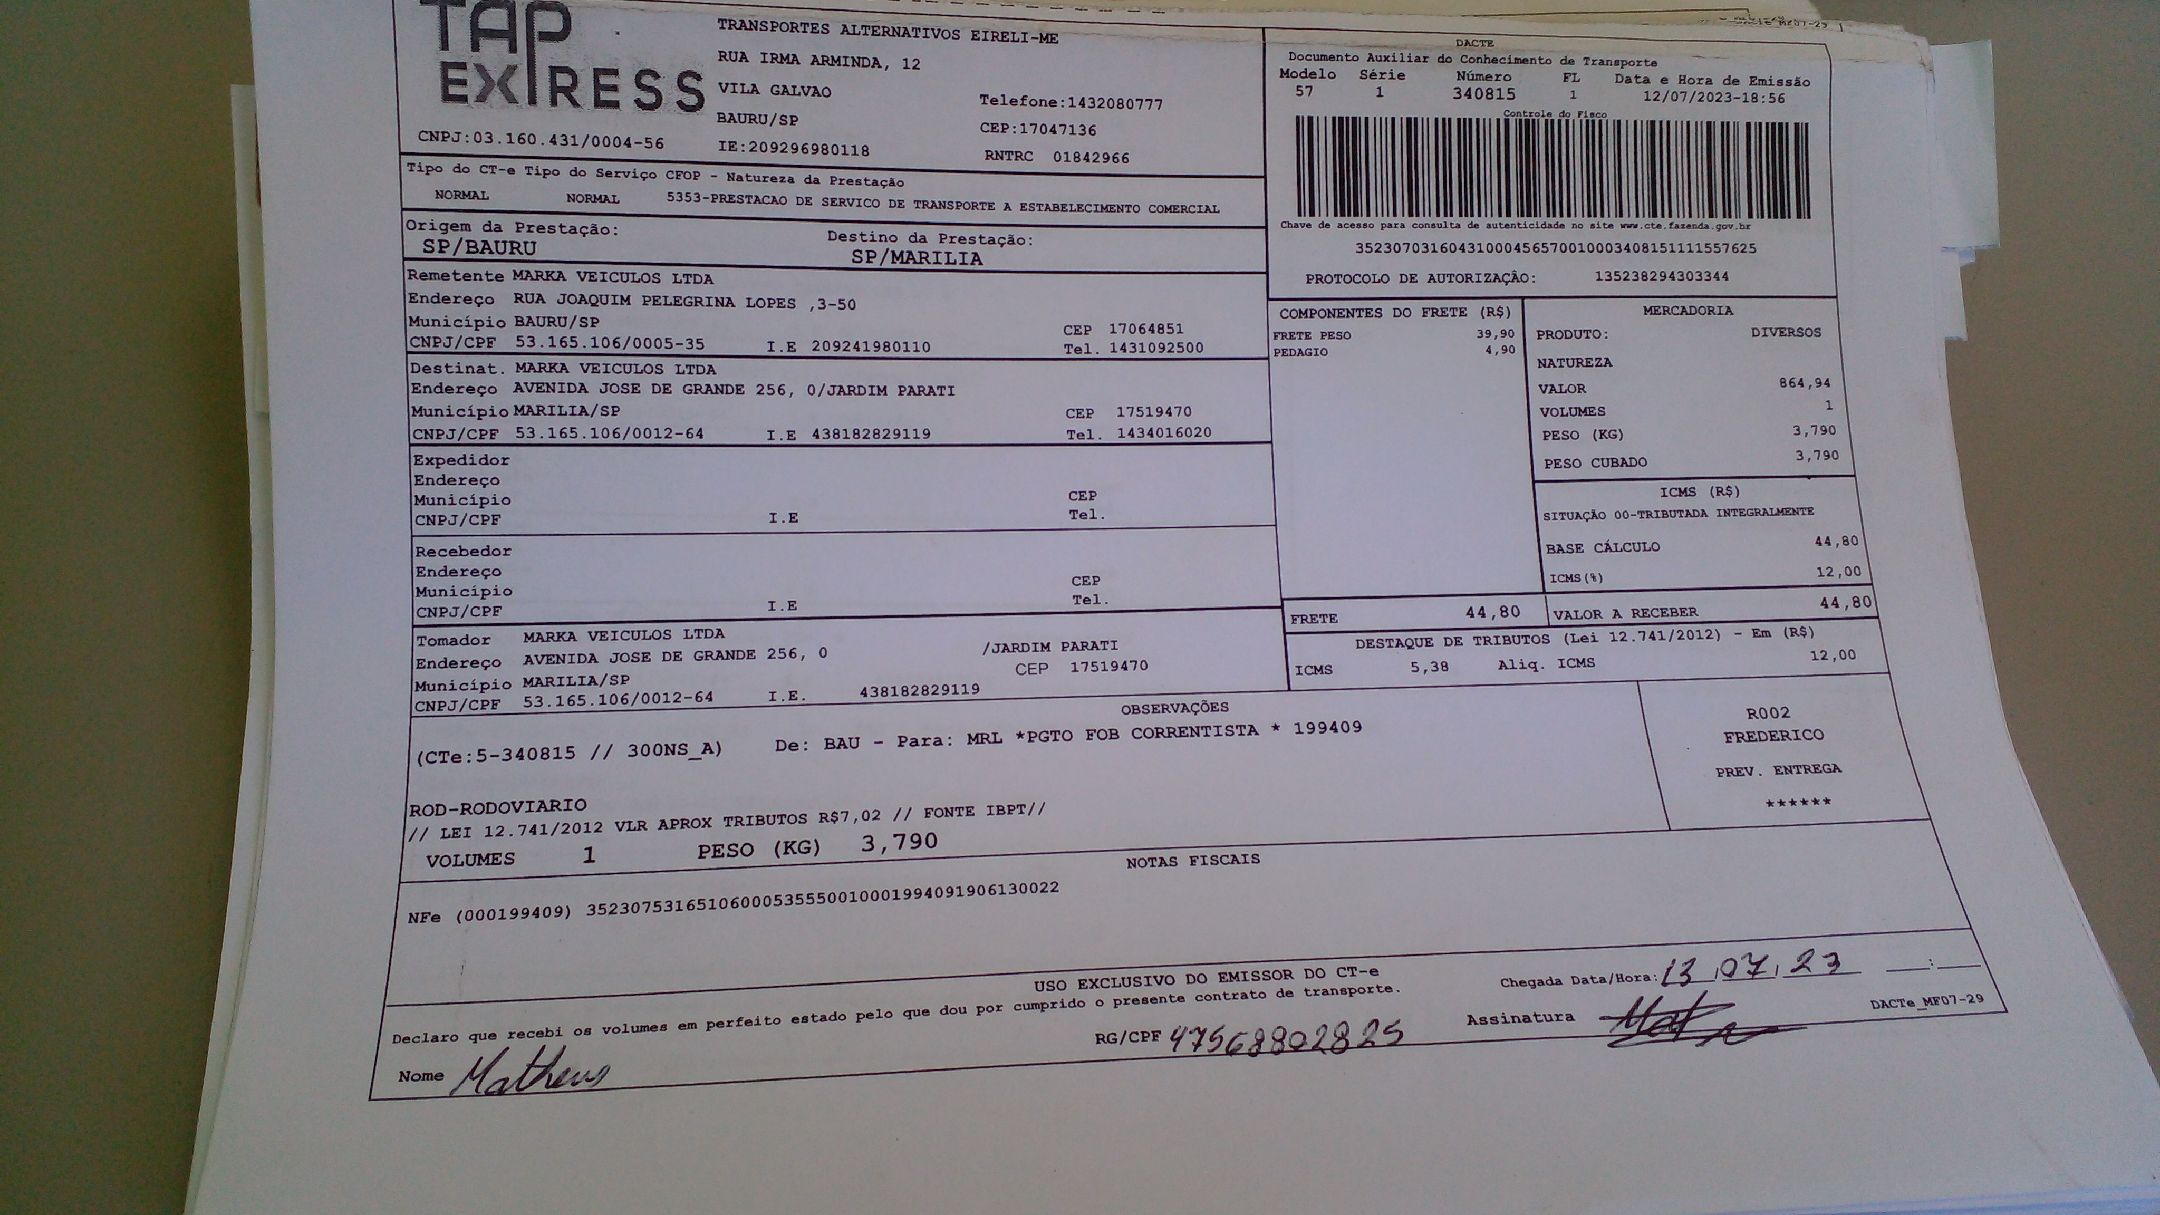 TAP EXPRESS
CNPJ:03.160.431/0004-56
TRANSPORTES ALTERNATIVOS EIRELI-ME
RUA IRMA ARMINDA, 12
VILA GALVAO
Telefone:1432080777
BAURU/SP
CEP:17047136
IE:209296980118
RNTRC 01842966
DACTE
Documento Auxiliar do Conhecimento de Transporte
Modelo Série Número FL Data e Hora de Emissão
57 1 340815 1 12/07/2023-18:56
Controle do Fisco
Chave de acesso para consulta de autenticidade no site www.cte.fazenda.gov.br
35230703160431000456570010003408151111557625
PROTOCOLO DE AUTORIZAÇÂO: 135238294303344
Tipo do CT-e Tipo do Serviço CFOP - Natureza da Prestação
NORMAL NORMAL 5353-PRESTACAO DE SERVICO DE TRANSPORTE A ESTABELECIMENTO COMERCIAL
Origem da Prestação: Destino da Prestação:
SP/BAURU SP/MARILIA
Remetente MARKA VEICULOS LTDA
Endereço RUA JOAQUIM PELEGRINA LOPES ,3-50
Município BAURU/SP CEP 17064851
CNPJ/CPF 53.165.106/0005-35 I.E 209241980110 Tel. 1431092500
Destinat. MARKA VEICULOS LTDA
Endereço AVENIDA JOSE DE GRANDE 256, 0/JARDIM PARATI
Município MARILIA/SP CEP 17519470
CNPJ/CPF 53.165.106/0012-64 I.E 438182829119 Tel. 1434016020
Expedidor
Endereço
Município CEP
CNPJ/CPF I.E Tel.
Recebedor
Endereço
Município CEP
CNPJ/CPF I.E Tel.
Tomador MARKA VEICULOS LTDA
Endereço AVENIDA JOSE DE GRANDE 256, 0 /JARDIM PARATI
Município MARILIA/SP CEP 17519470
CNPJ/CPF 53.165.106/0012-64 I.E. 438182829119
COMPONENTES DO FRETE (R$)
FRETE PESO 39,90
PEDAGIO 4,90
MERCADORIA
PRODUTO: DIVERSOS
NATUREZA
VALOR 864,94
VOLUMES 1
PESO (KG) 3,790
PESO CUBADO 3,790
ICMS (R$)
SITUAÇÃO 00-TRIBUTADA INTEGRALMENTE
BASE CÁLCULO 44,80
ICMS(%) 12,00
FRETE 44,80 VALOR A RECEBER 44,80
DESTAQUE DE TRIBUTOS (Lei 12.741/2012) - Em (R$)
ICMS 5,38 Aliq. ICMS 12,00
OBSERVAÇÕES
(CTe:5-340815 // 300NS_A) De: BAU - Para: MRL *PGTO FOB CORRENTISTA * 199409
ROD-RODOVIARIO
// LEI 12.741/2012 VLR APROX TRIBUTOS R$7,02 // FONTE IBPT//
VOLUMES 1 PESO (KG) 3,790
R002
FREDERICO
PREV. ENTREGA
******
NOTAS FISCAIS
NFe (000199409) 35230753165106000535550010001994091906130022
USO EXCLUSIVO DO EMISSOR DO CT-e
Declaro que recebi os volumes em perfeito estado pelo que dou por cumprido o presente contrato de transporte.
Chegada Data/Hora: 13,07,23 __:__
Nome Matheus RG/CPF 47568802825 Assinatura
DACTe_MF07-29